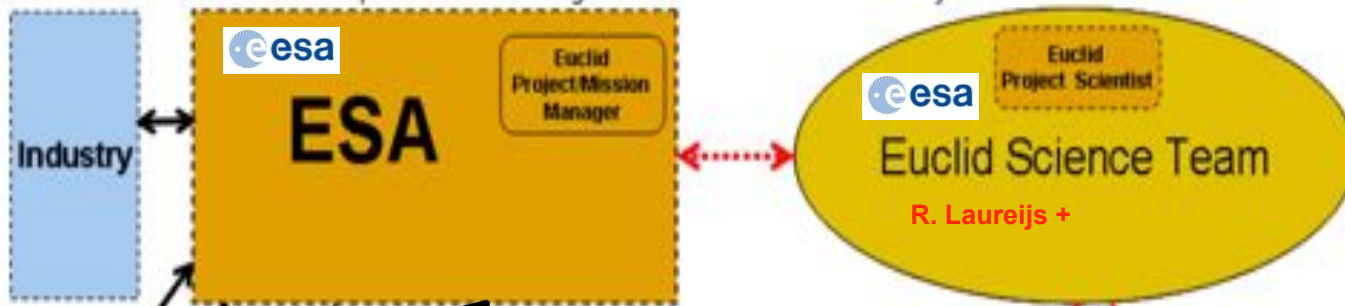 esa
Euclid
Project/Mission
Manager
ESA
Industry
esa
Euclid
Project Scientist
Euclid Science Team
R. Laureijs +